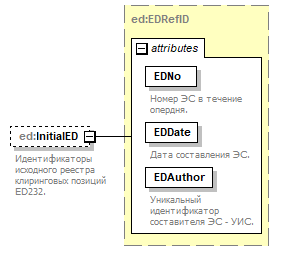 ed:EDRefID
attributes
EDNo
Номер ЭС в течение
опердня.
EDDate
Дата составления ЭС.
EDAuthor
Уникальный
идентификатор
составителя ЭС - УИС.
ed:InitialED
Идентификаторы
исходного реестра
клиринговых позиций
ED232.